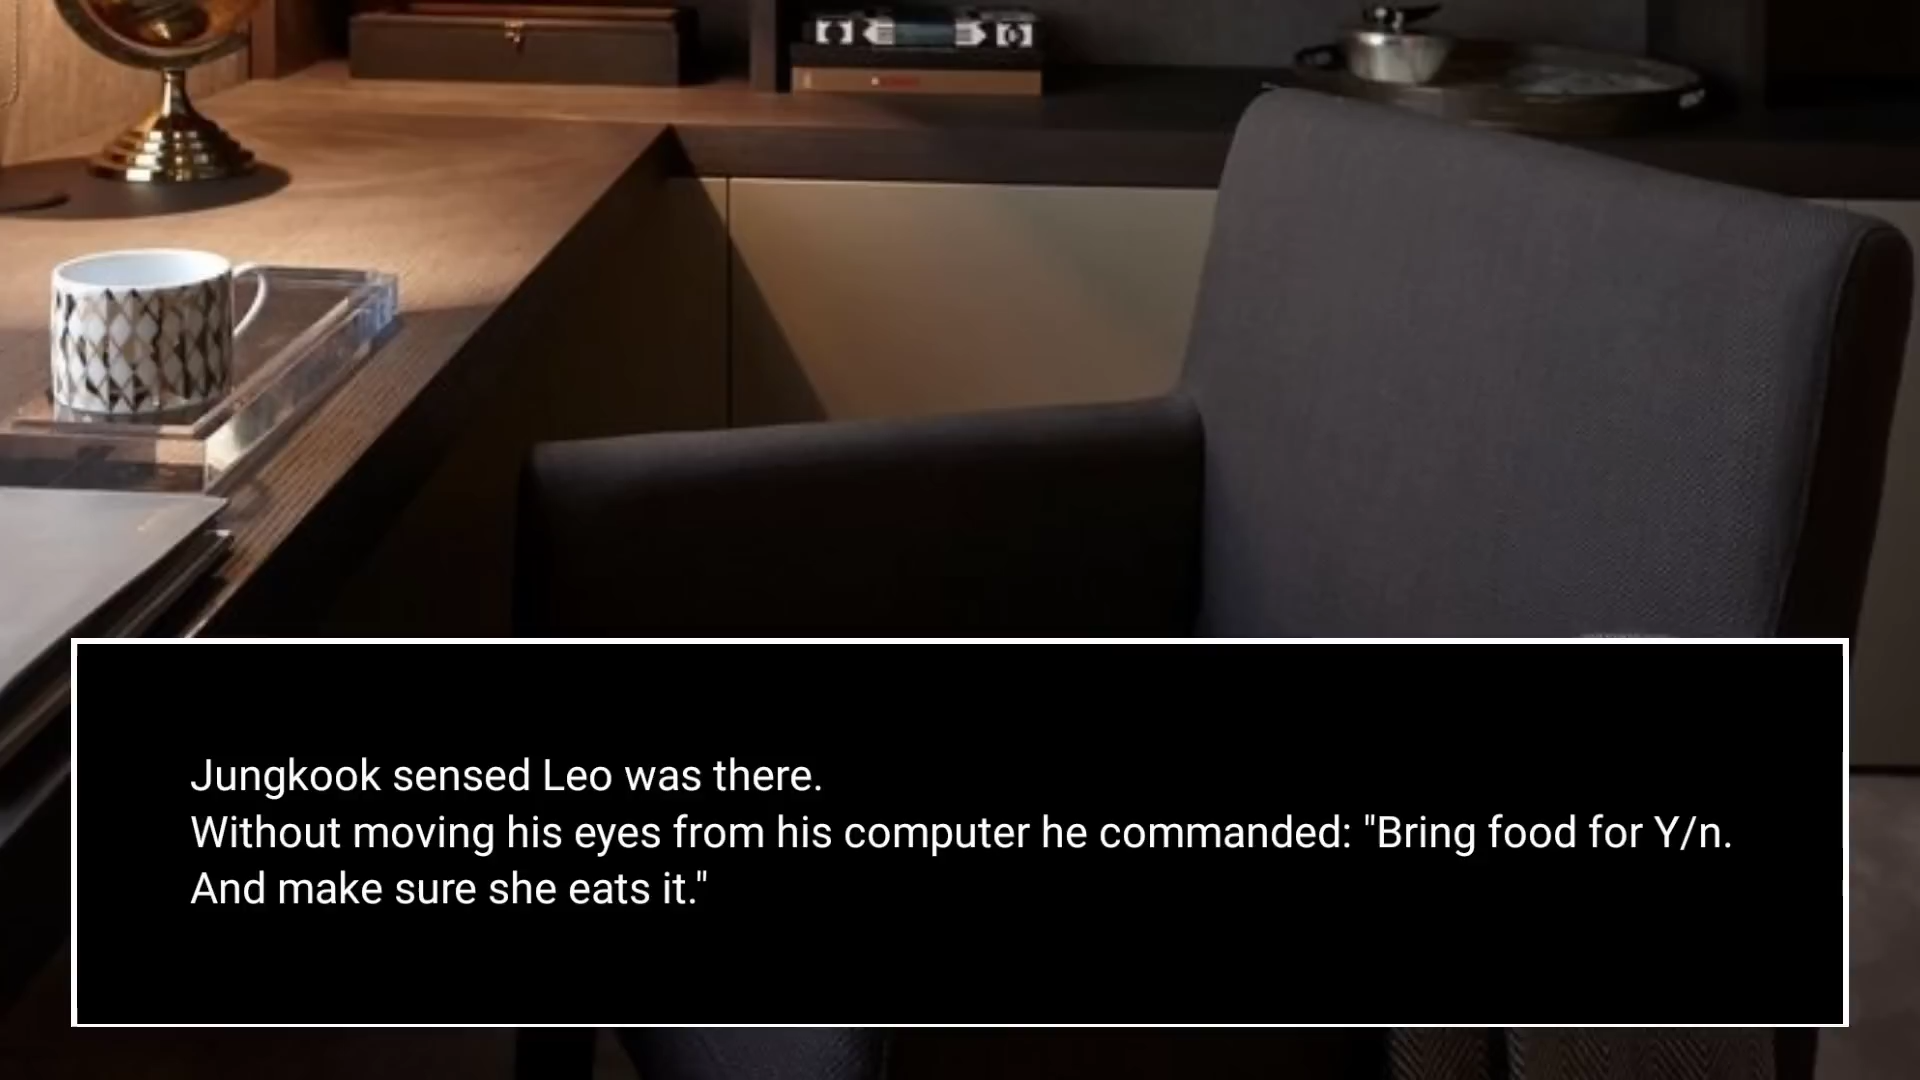 Jungkook sensed Leo was there.
Without moving his eyes from his computer he commanded: "Bring food for Y/n.
And make sure she eats it."